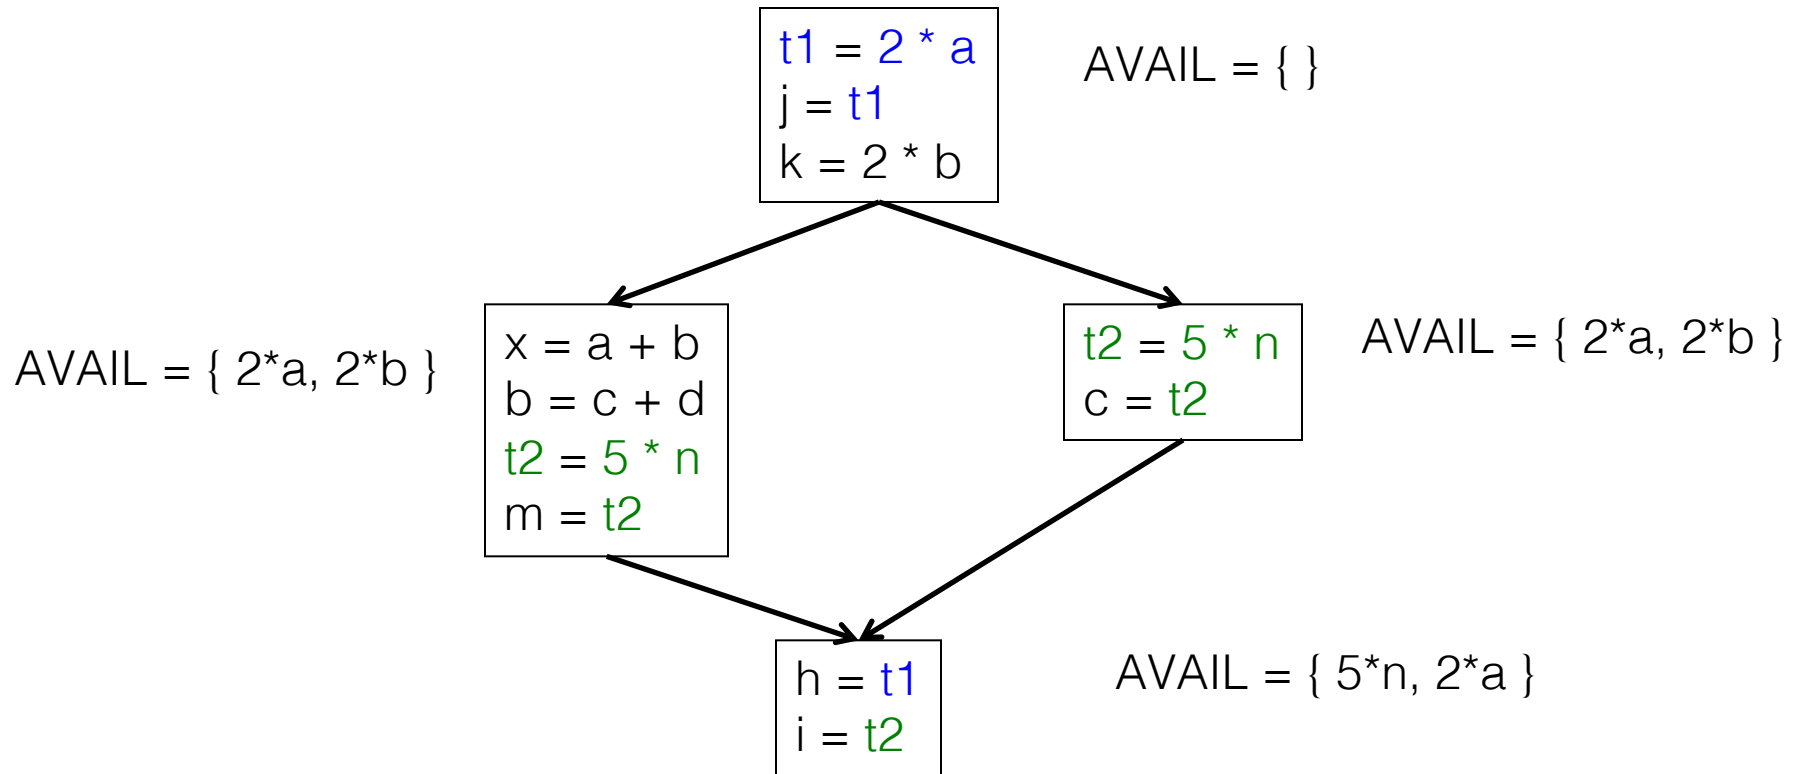 t1 = 2 * a
j = t1
k = 2 * b
AVAIL = { }
AVAIL = { 2*a, 2*b }
x = a + b
b = c + d
t2 = 5 * n
m = t2
t2 = 5 * n
c = t2
AVAIL = { 2*a, 2*b }
h = t1
i = t2
AVAIL = { 5*n, 2*a }